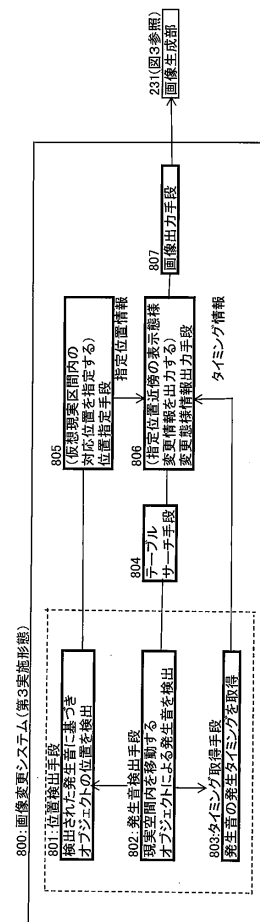 800:画像変更システム(第3実施形態)
801:位置検出手段
検出された発生音に基づき
オブジェクトの位置を検出
802:発生音検出手段
現実空間内を移動する
オブジェクトによる発生音を検出
803:タイミング取得手段
発生音の発生タイミングを取得
804
テーブル
サーチ手段
805
(仮想現実区間内の
対応位置を指定する)
位置指定手段
指定位置情報
806
(指定位置近傍の表示態様
変更情報を出力する)
変更態様情報出力手段
タイミング情報
807
画像出力手段
231(図3参照)
画像生成部